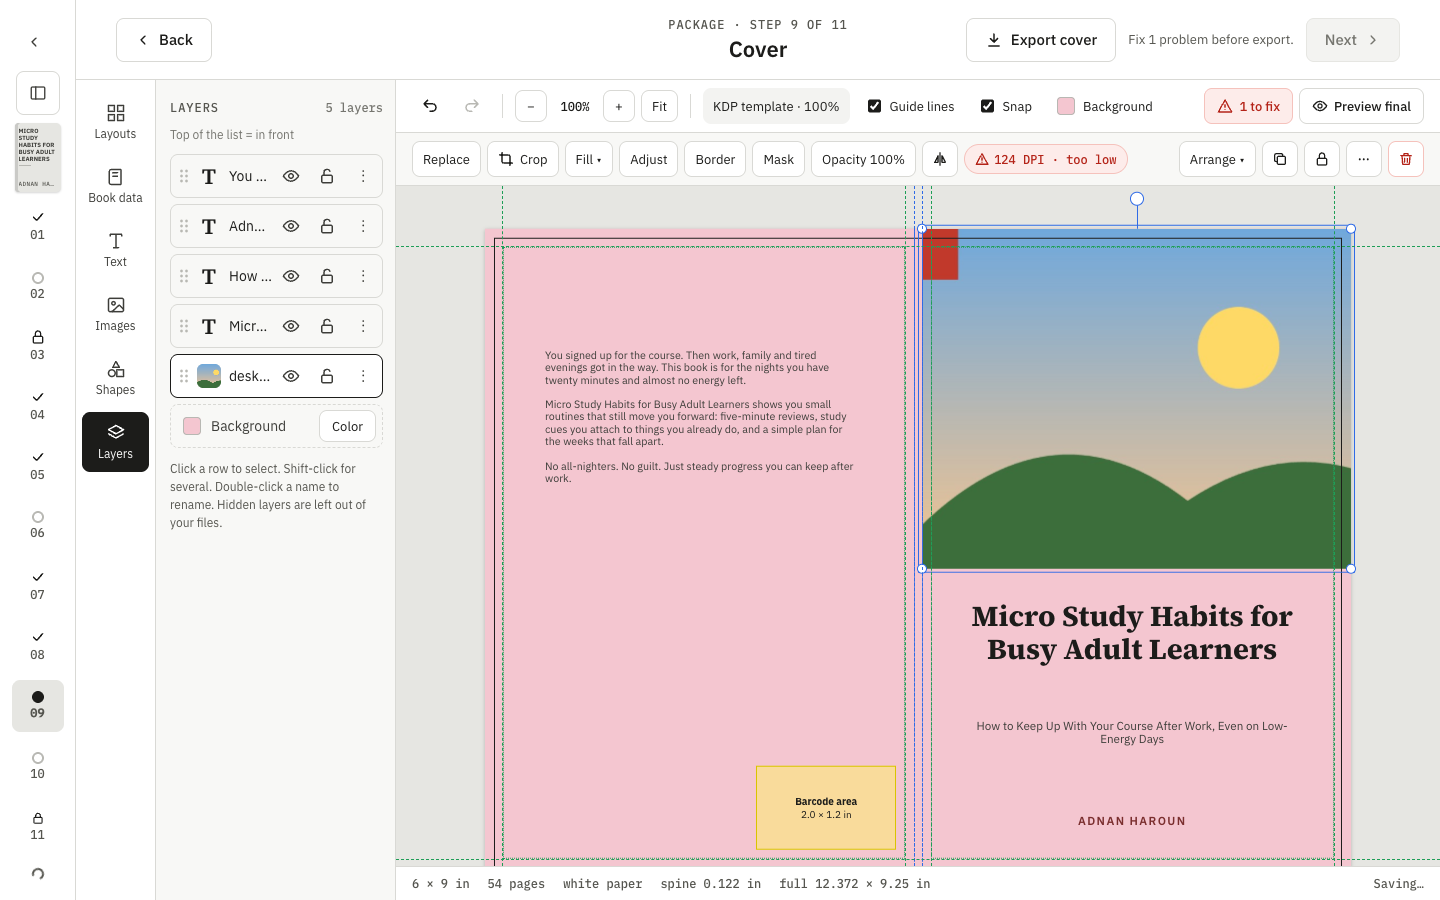 PACKAGE · STEP 9 OF 11
Cover
Back
Export cover
Fix 1 problem before export.
Next
MICRO
STUDY
HABITS FOR
BUSY ADULT
LEARNERS
ADNAN HA…
01
02
03
04
05
06
07
08
09
10
11
Layouts
Book data
Text
Images
Shapes
Layers
LAYERS
5 layers
Top of the list = in front
T You …
T Adn…
T How …
T Micr…
desk…
Background
Color
Click a row to select. Shift-click for
several. Double-click a name to
rename. Hidden layers are left out of
your files.
− 100% + Fit
KDP template · 100%
Guide lines
Snap
Background
1 to fix
Preview final
Replace
Crop
Fill ▾
Adjust
Border
Mask
Opacity 100%
124 DPI · too low
Arrange ▾
You signed up for the course. Then work, family and tired
evenings got in the way. This book is for the nights you have
twenty minutes and almost no energy left.
Micro Study Habits for Busy Adult Learners shows you small
routines that still move you forward: five-minute reviews, study
cues you attach to things you already do, and a simple plan for
the weeks that fall apart.
No all-nighters. No guilt. Just steady progress you can keep after
work.
Barcode area
2.0 × 1.2 in
Micro Study Habits for
Busy Adult Learners
How to Keep Up With Your Course After Work, Even on Low-
Energy Days
ADNAN HAROUN
6 × 9 in
54 pages
white paper
spine 0.122 in
full 12.372 × 9.25 in
Saving…